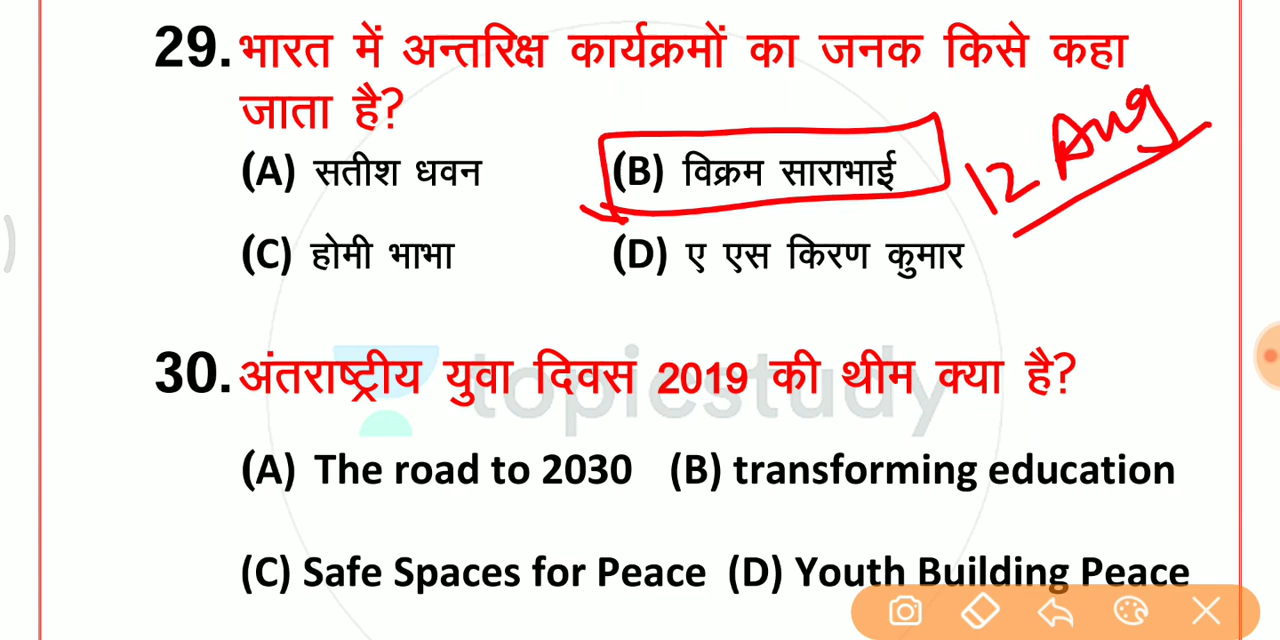 29. भारत में अन्तरिक्ष कार्यक्रमों का जनक किसे कहा
जाता है?
(A) सतीश धवन (B) विक्रम साराभाई
12 Aug
(C) होमी भाभा (D) ए एस किरण कुमार
30. अंतराष्ट्रीय युवा दिवस 2019 की थीम क्या है?
topicstudy
(A) The road to 2030 (B) transforming education
(C) Safe Spaces for Peace (D) Youth Building Peace